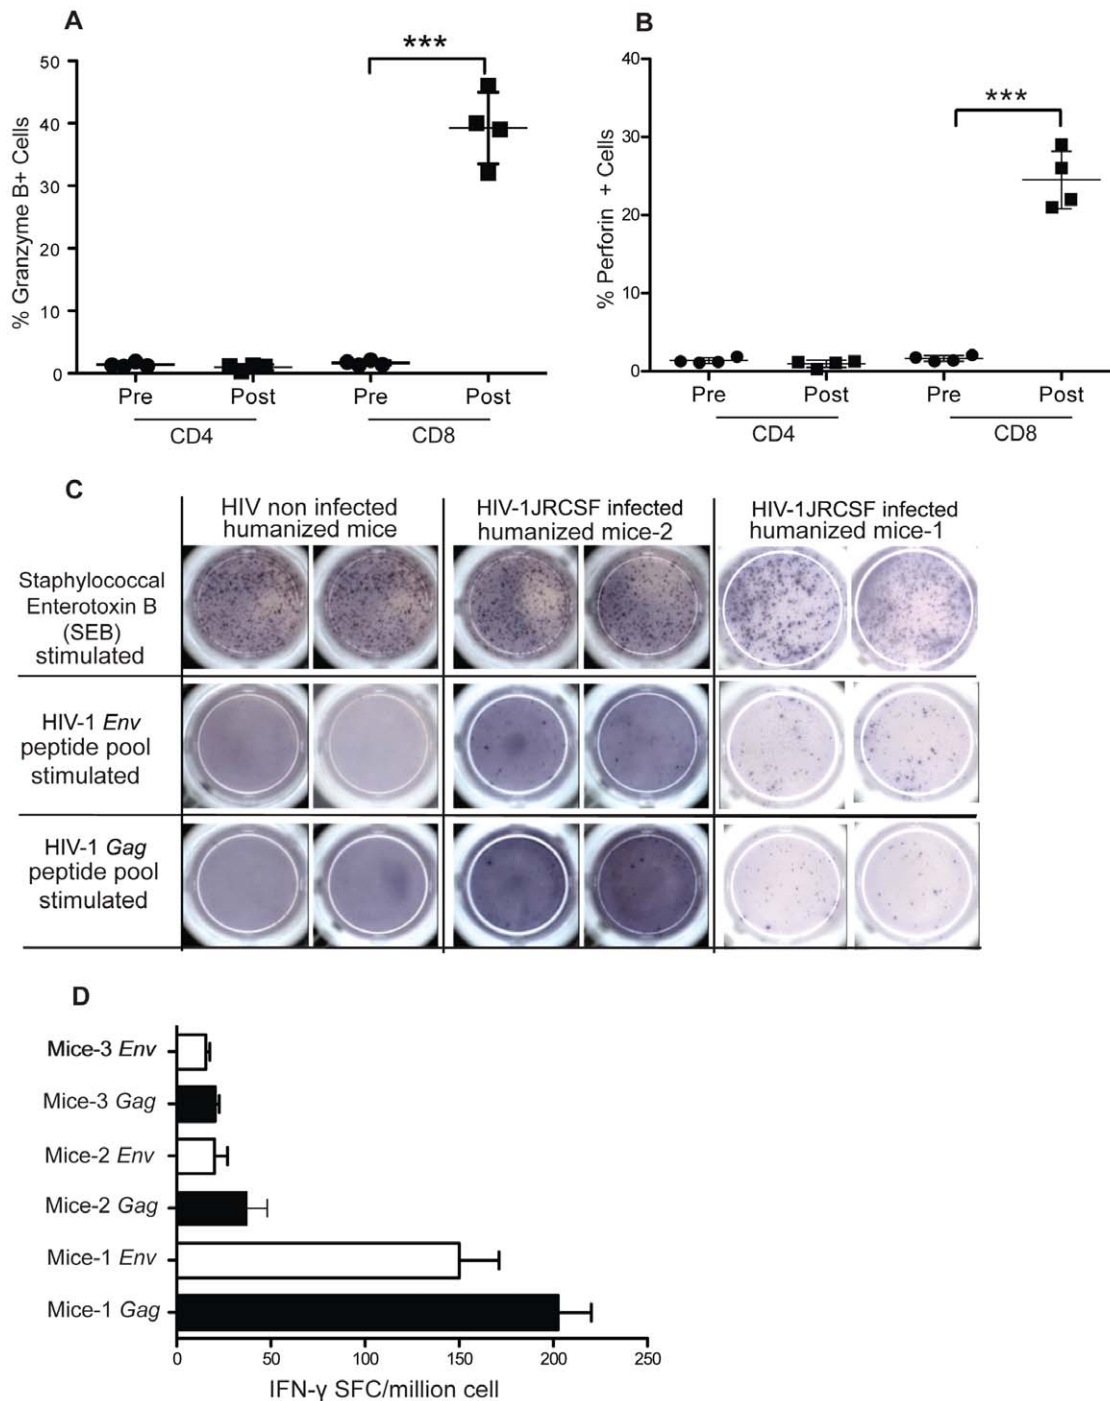 A
***
50
40
30
20
10
0
% Granzyme B+ Cells
Pre
Post
Pre
Post
CD4
CD8
B
***
40
30
20
10
0
% Perforin + Cells
Pre
Post
Pre
Post
CD4
CD8
C
HIV non infected
humanized mice
HIV-1JRCSF infected
humanized mice-2
HIV-1JRCSF infected
humanized mice-1
Staphylococcal
Enterotoxin B
(SEB)
stimulated
HIV-1 Env
peptide pool
stimulated
HIV-1 Gag
peptide pool
stimulated
D
Mice-3 Env
Mice-3 Gag
Mice-2 Env
Mice-2 Gag
Mice-1 Env
Mice-1 Gag
0
50
100
150
200
250
IFN-γ SFC/million cell